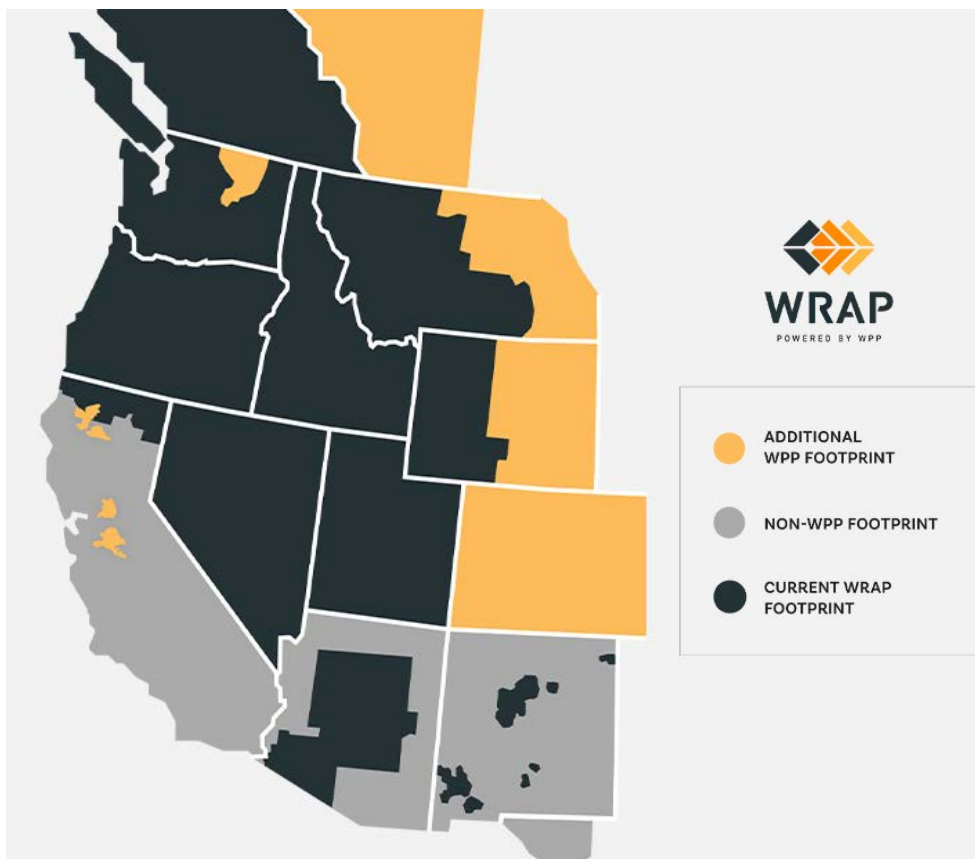 WRAP
POWERED BY WPP
ADDITIONAL
WPP FOOTPRINT
NON-WPP FOOTPRINT
CURRENT WRAP
FOOTPRINT